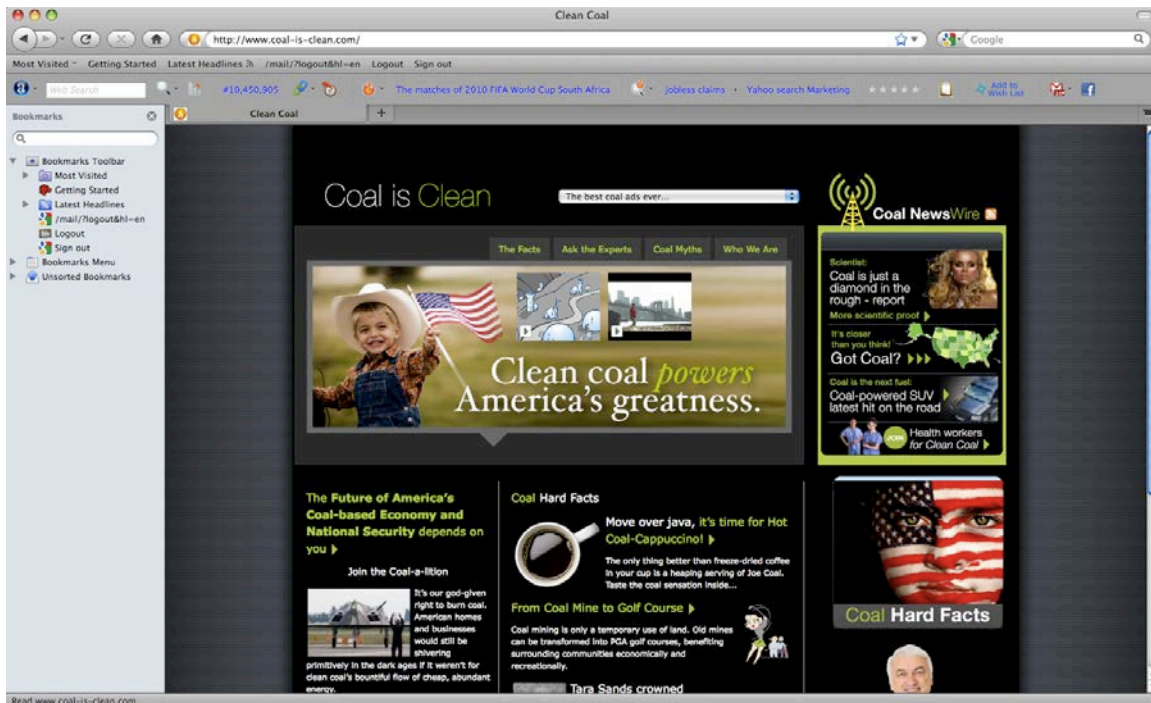 Clean Coal
http://www.coal-is-clean.com/
Google
Most Visited Getting Started Latest Headlines /mail/?logout&hl=en Logout Sign out
Web Search #10,450,905 The matches of 2010 FIFA World Cup South Africa jobless claims • Yahoo search Marketing Add to Wish List
Bookmarks
Clean Coal
+
Bookmarks Toolbar
Most Visited
Getting Started
Latest Headlines
/mail/?logout&hl=en
Logout
Sign out
Bookmarks Menu
Unsorted Bookmarks
Coal is Clean
The best coal ads ever...
Coal NewsWire
The Facts Ask the Experts Coal Myths Who We Are
Clean coal powers
America's greatness.
Scientist:
Coal is just a
diamond in the
rough - report
More scientific proof
It's closer
than you think!
Got Coal?
Coal is the next fuel:
Coal-powered SUV
latest hit on the road
JOIN
Health workers
for Clean Coal
The Future of America's
Coal-based Economy and
National Security depends on
you
Join the Coal-a-lition
It's our god-given
right to burn coal.
American homes
and businesses
would still be
shivering
primitively in the dark ages if it weren't for
clean coal's bountiful flow of cheap, abundant
energy.
Coal Hard Facts
Move over java, it's time for Hot
Coal-Cappuccino!
The only thing better than freeze-dried coffee
in your cup is a heaping serving of Joe Coal.
Taste the coal sensation inside...
From Coal Mine to Golf Course
Coal mining is only a temporary use of land. Old mines
can be transformed into PGA golf courses, benefiting
surrounding communities economically and
recreationally.
Tara Sands crowned
Coal Hard Facts
Read www.coal-is-clean.com